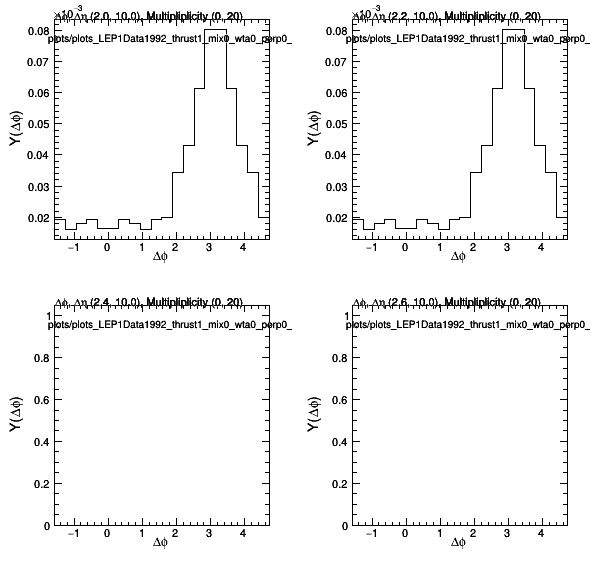 ×10⁻³ Δφ, Δη (2.0, 10.0), Multipliplicity (0, 20)
plots/plots_LEP1Data1992_thrust1_mix0_wta0_perp0_
Y(Δφ)
0.08
0.07
0.06
0.05
0.04
0.03
0.02
−1 0 1 2 3 4
Δφ
×10⁻³ Δφ, Δη (2.2, 10.0), Multipliplicity (0, 20)
plots/plots_LEP1Data1992_thrust1_mix0_wta0_perp0_
Y(Δφ)
0.08
0.07
0.06
0.05
0.04
0.03
0.02
−1 0 1 2 3 4
Δφ
Δφ, Δη (2.4, 10.0), Multipliplicity (0, 20)
plots/plots_LEP1Data1992_thrust1_mix0_wta0_perp0_
Y(Δφ)
1
0.8
0.6
0.4
0.2
0
−1 0 1 2 3 4
Δφ
Δφ, Δη (2.6, 10.0), Multipliplicity (0, 20)
plots/plots_LEP1Data1992_thrust1_mix0_wta0_perp0_
Y(Δφ)
1
0.8
0.6
0.4
0.2
0
−1 0 1 2 3 4
Δφ